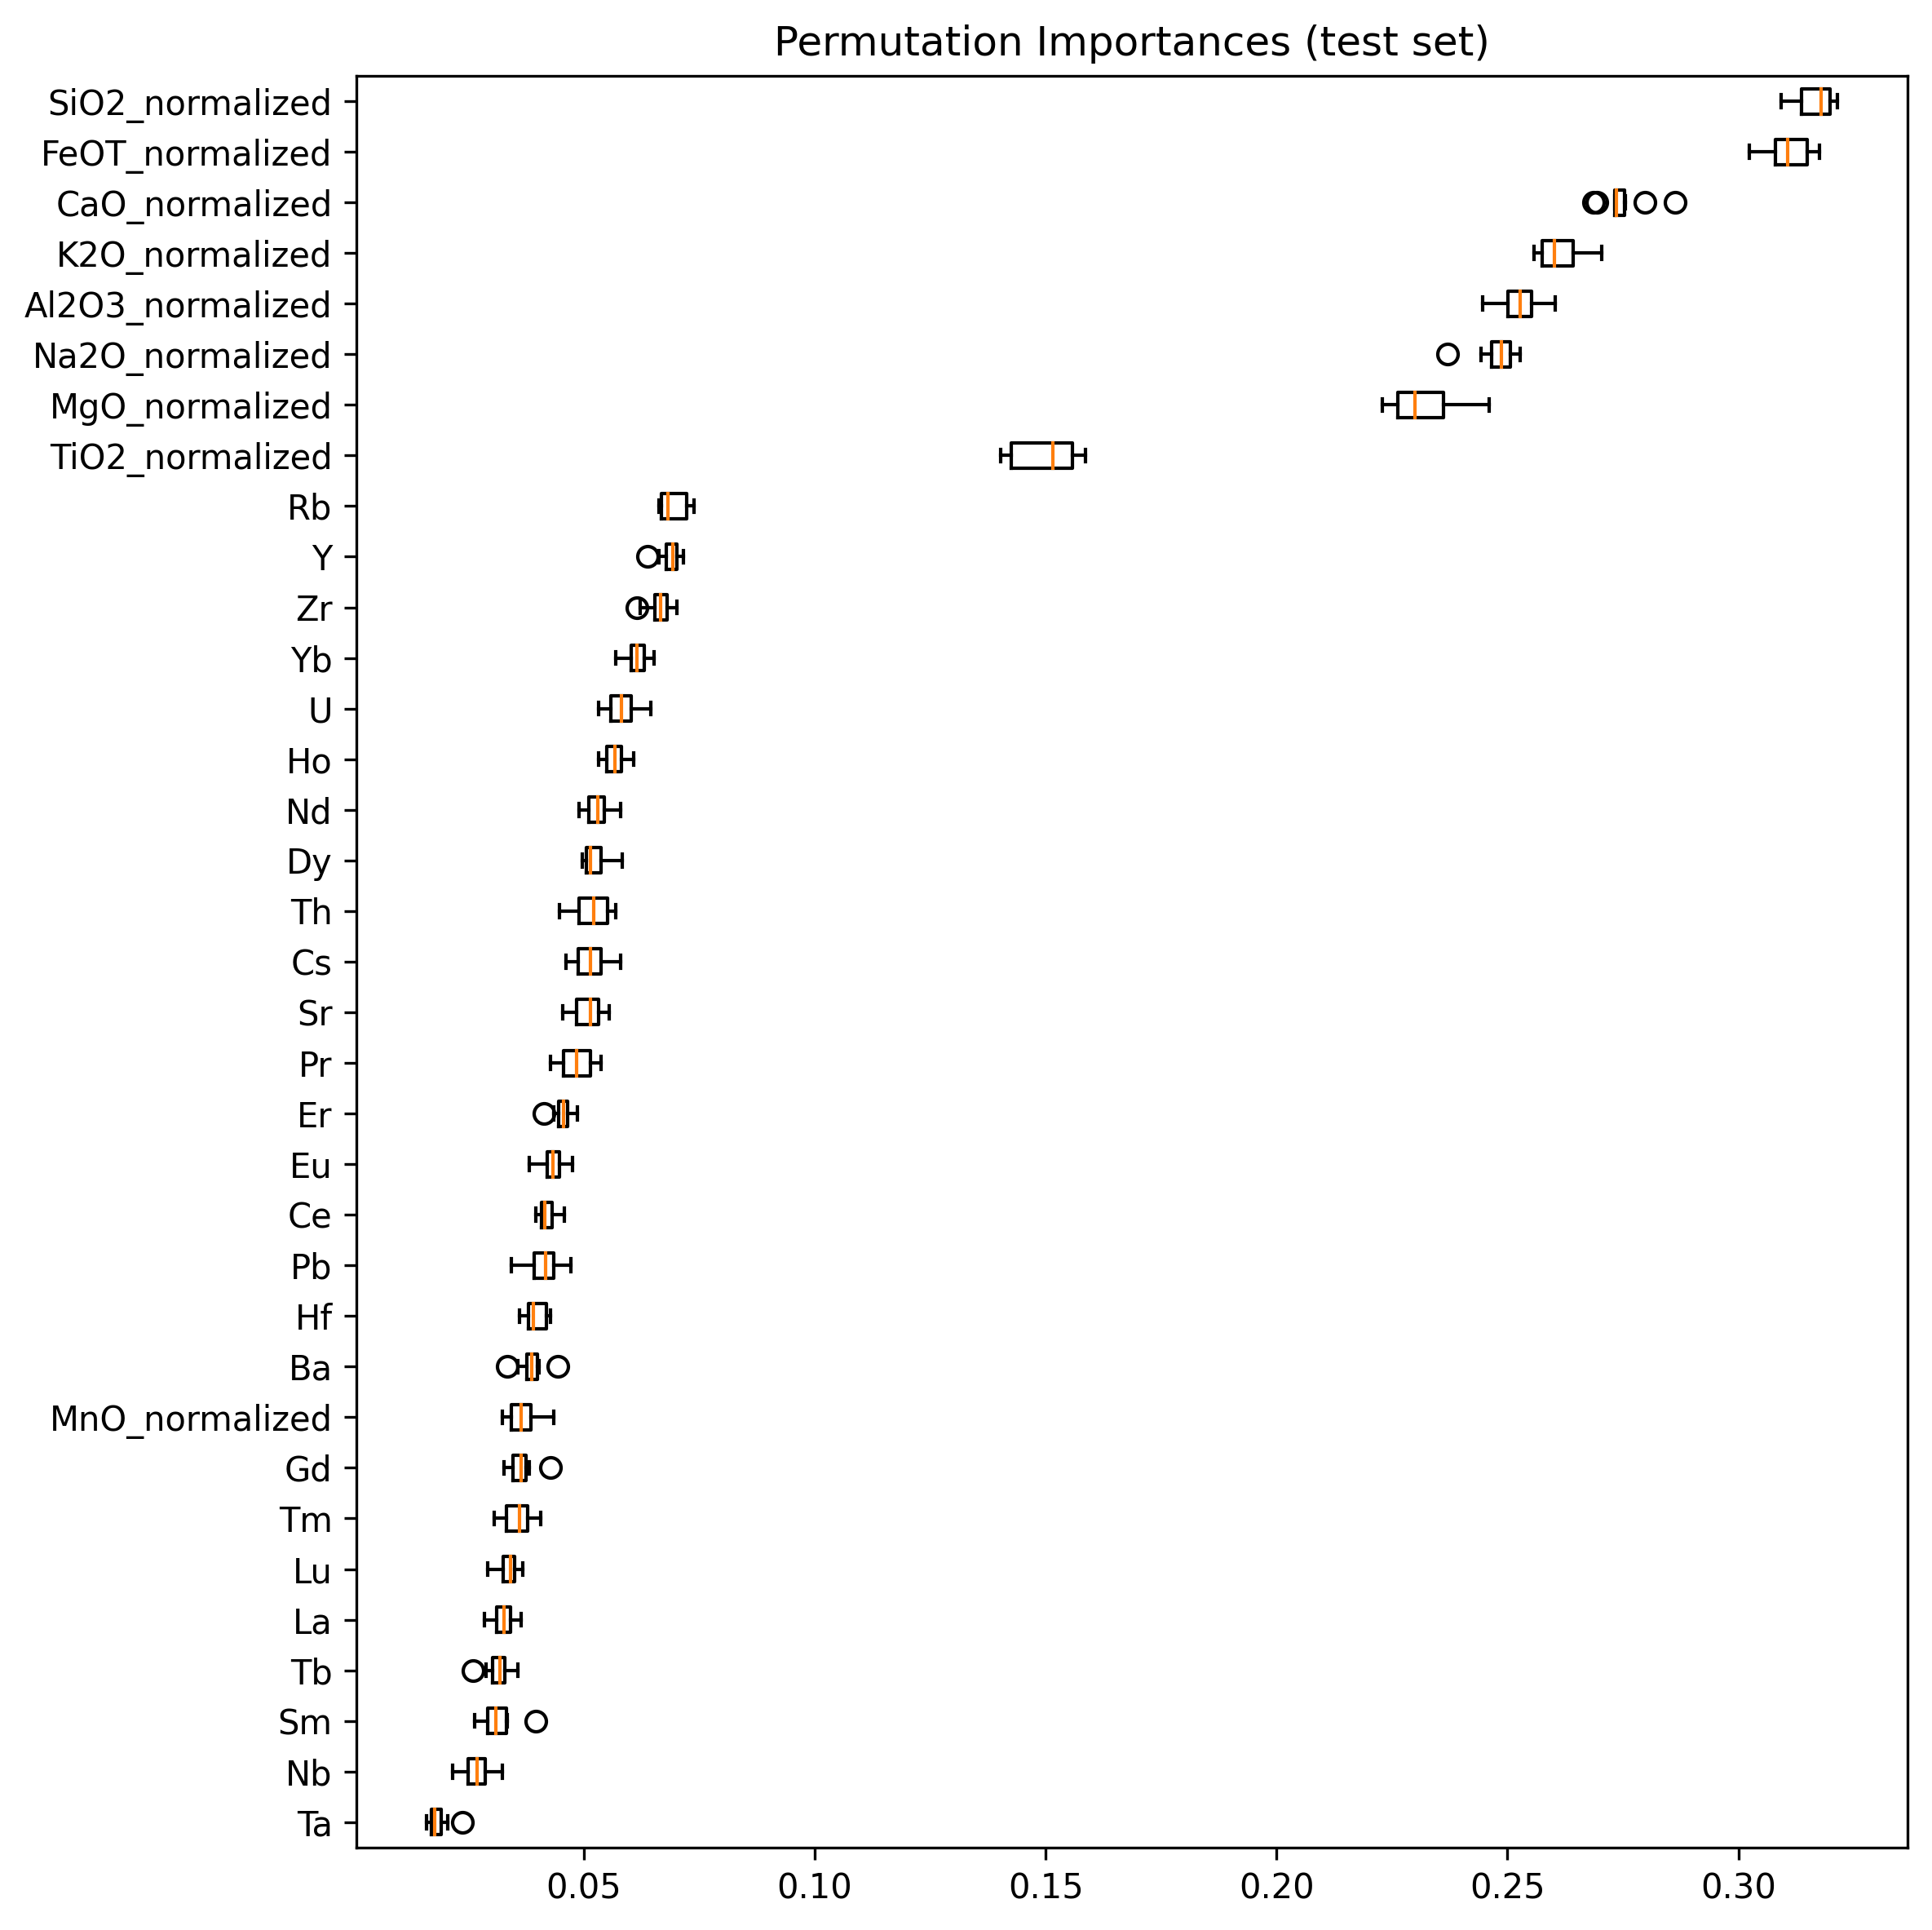 Permutation Importances (test set)
SiO2_normalized
FeOT_normalized
CaO_normalized
K2O_normalized
Al2O3_normalized
Na2O_normalized
MgO_normalized
TiO2_normalized
Rb
Y
Zr
Yb
U
Ho
Nd
Dy
Th
Cs
Sr
Pr
Er
Eu
Ce
Pb
Hf
Ba
MnO_normalized
Gd
Tm
Lu
La
Tb
Sm
Nb
Ta
0.05 0.10 0.15 0.20 0.25 0.30